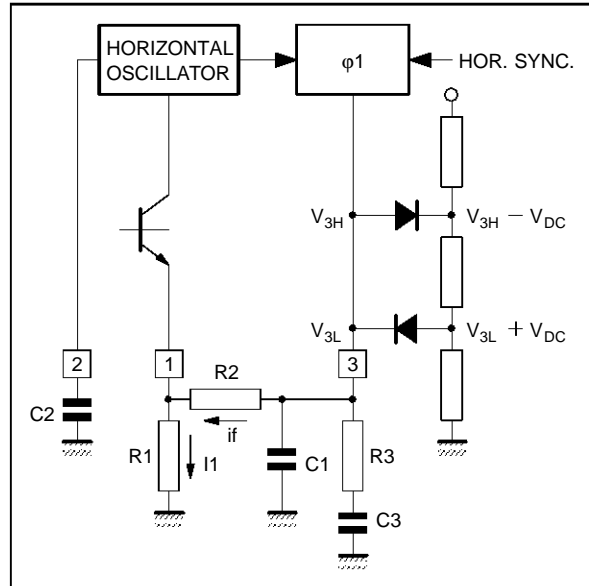 HORIZONTAL
OSCILLATOR
φ1
HOR. SYNC.
V3H
V3H − VDC
V3L
V3L + VDC
2
1
3
R2
C2
if
R1
I1
C1
R3
C3